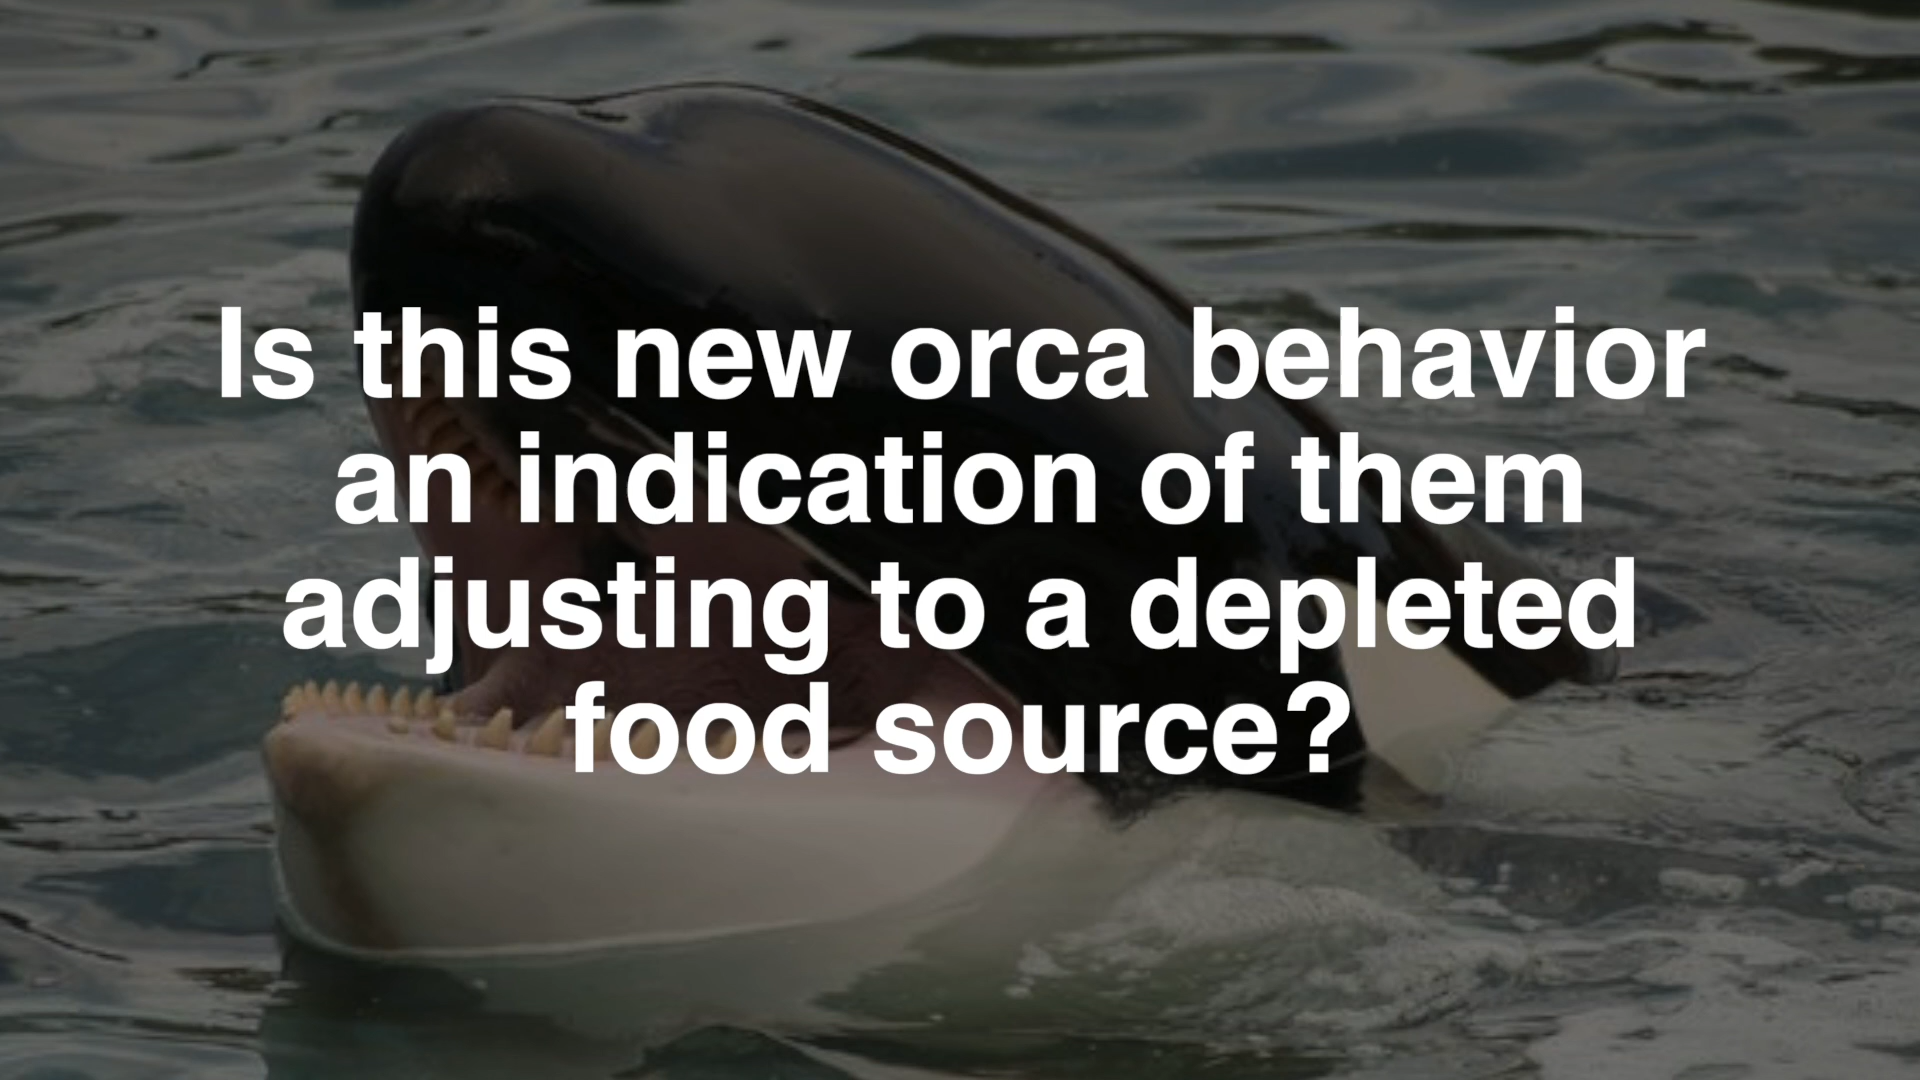 Is this new orca behavior
an indication of them
adjusting to a depleted
food source?